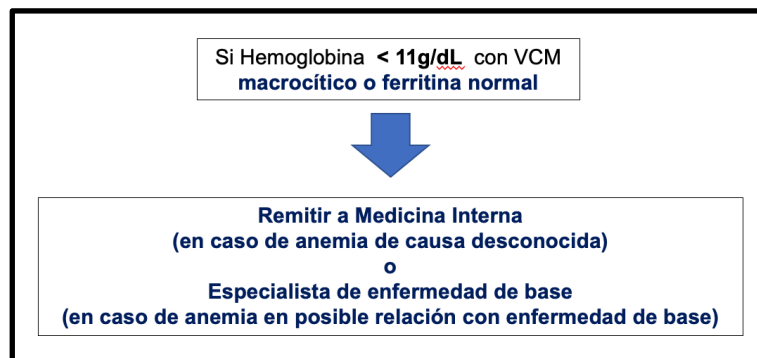 Si Hemoglobina < 11g/dL con VCM
macrocítico o ferritina normal
Remitir a Medicina Interna
(en caso de anemia de causa desconocida)
o
Especialista de enfermedad de base
(en caso de anemia en posible relación con enfermedad de base)